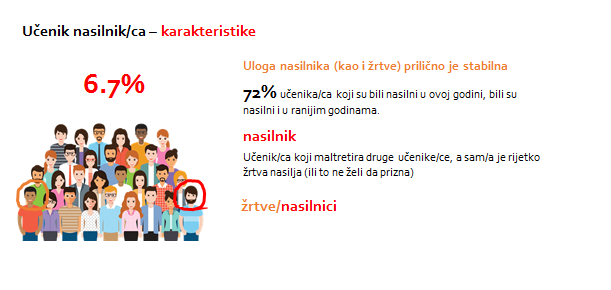 Učenik nasilnik/ca – karakteristike
6.7%
Uloga nasilnika (kao i žrtve) prilično je stabilna
72% učenika/ca koji su bili nasilni u ovoj godini, bili su
nasilni i u ranijim godinama.
nasilnik
Učenik/ca koji maltretira druge učenike/ce, a sam/a je rijetko
žrtva nasilja (ili to ne želi da prizna)
žrtve/nasilnici